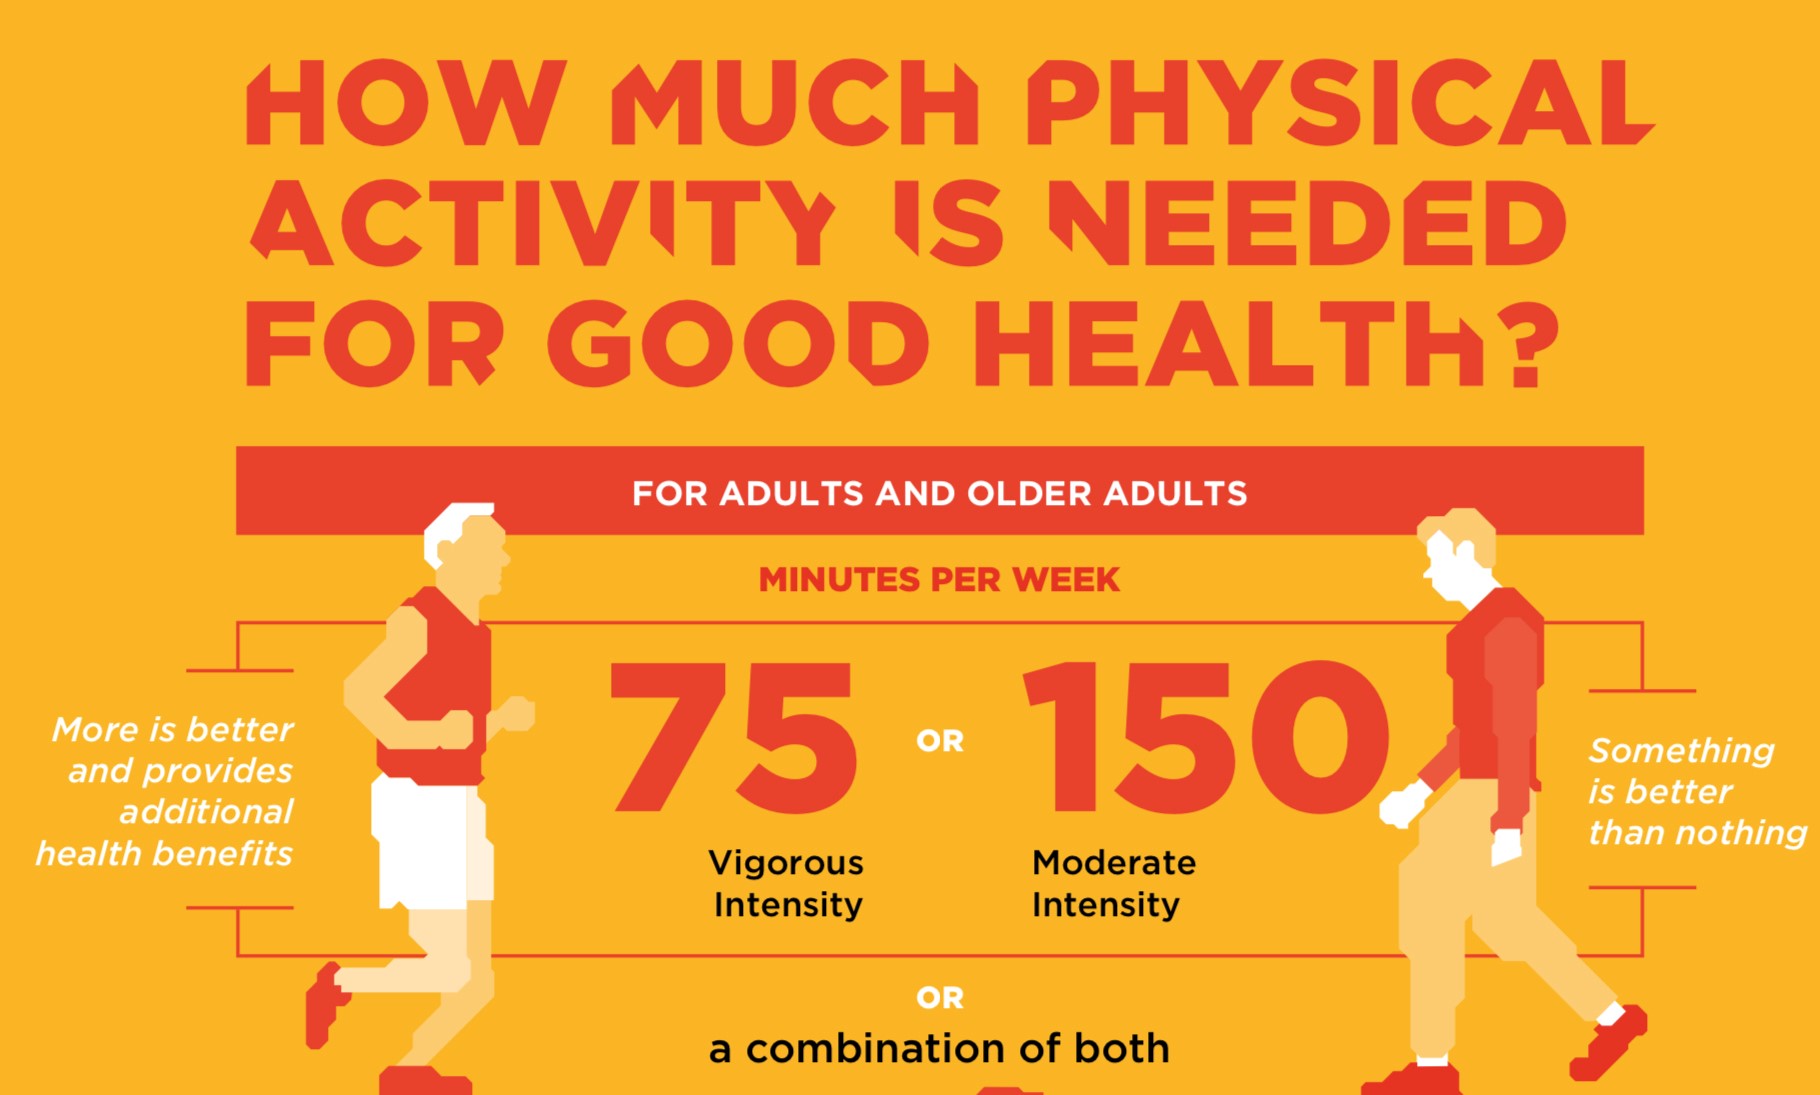 HOW MUCH PHYSICAL
ACTIVITY IS NEEDED
FOR GOOD HEALTH?
FOR ADULTS AND OLDER ADULTS
MINUTES PER WEEK
More is better
and provides
additional
health benefits
75 OR 150
Vigorous
Intensity
Moderate
Intensity
Something
is better
than nothing
OR
a combination of both